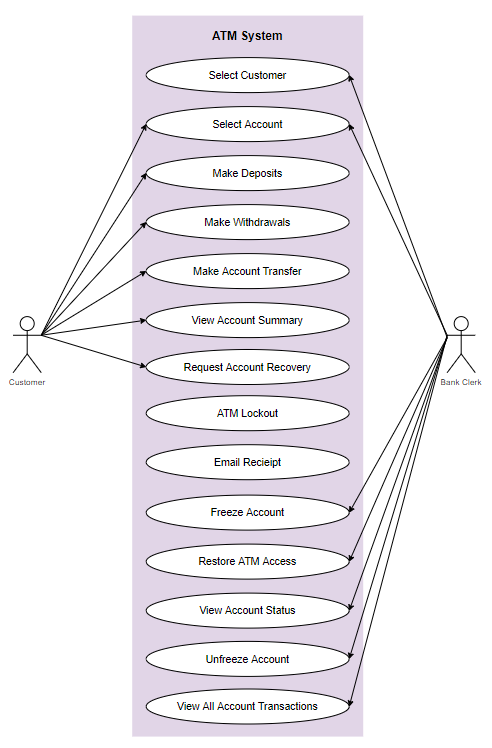 ATM System
Select Customer
Select Account
Make Deposits
Make Withdrawals
Make Account Transfer
View Account Summary
Request Account Recovery
Customer
Bank Clerk
ATM Lockout
Email Recieipt
Freeze Account
Restore ATM Access
View Account Status
Unfreeze Account
View All Account Transactions